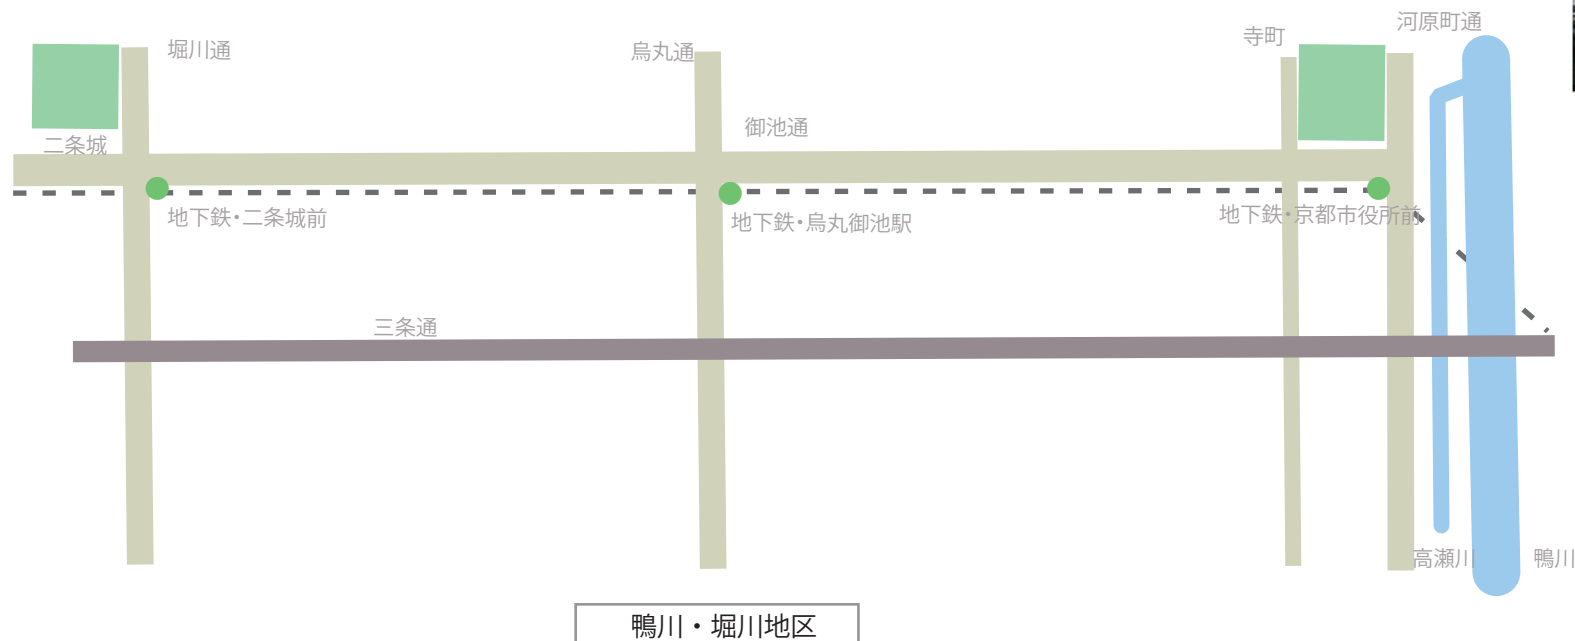 河原町通
寺町
堀川通
烏丸通
御池通
二条城
地下鉄・二条城前
地下鉄・烏丸御池駅
地下鉄・京都市役所前
三条通
高瀬川
鴨川
鴨川・堀川地区